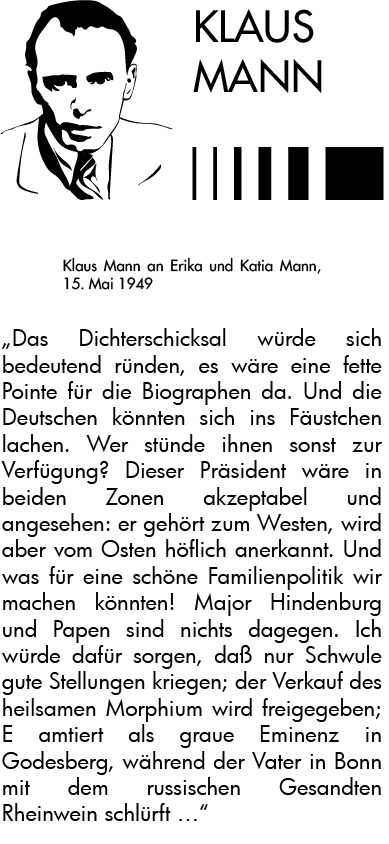 KLAUS
MANN
Klaus Mann an Erika und Katia Mann,
15. Mai 1949
„Das Dichterschicksal würde sich
bedeutend ründen, es wäre eine fette
Pointe für die Biographen da. Und die
Deutschen könnten sich ins Fäustchen
lachen. Wer stünde ihnen sonst zur
Verfügung? Dieser Präsident wäre in
beiden Zonen akzeptabel und
angesehen: er gehört zum Westen, wird
aber vom Osten höflich anerkannt. Und
was für eine schöne Familienpolitik wir
machen könnten! Major Hindenburg
und Papen sind nichts dagegen. Ich
würde dafür sorgen, daß nur Schwule
gute Stellungen kriegen; der Verkauf des
heilsamen Morphium wird freigegeben;
E amtiert als graue Eminenz in
Godesberg, während der Vater in Bonn
mit dem russischen Gesandten
Rheinwein schlürft …“